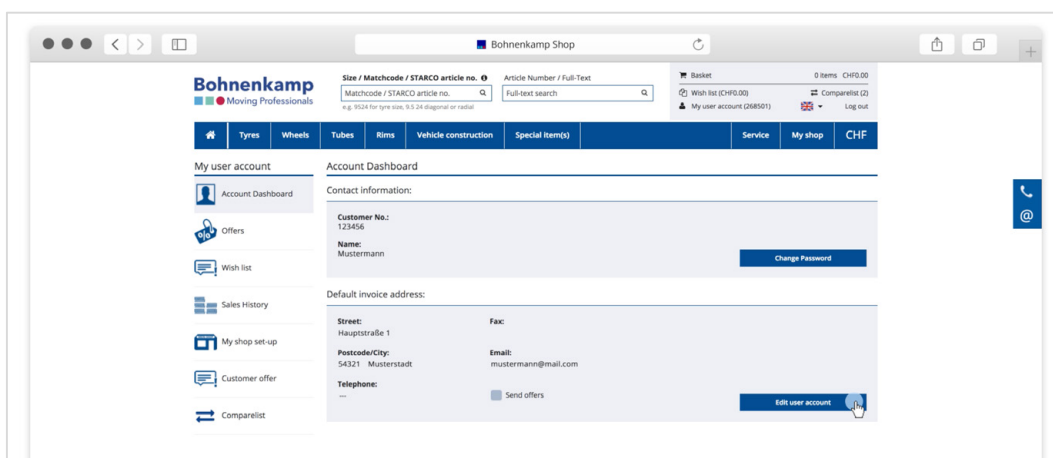 Bohnenkamp Shop
Bohnenkamp
Moving Professionals
Size / Matchcode / STARCO article no.
Matchcode / STARCO article no.
e.g. 9524 for tyre size, 9.5 24 diagonal or radial
Article Number / Full-Text
Full-text search
Basket 0 items CHF0.00
Wish list (CHF0.00) Comparelist (2)
My user account (268501) Log out
Tyres Wheels Tubes Rims Vehicle construction Special item(s) Service My shop CHF
My user account
Account Dashboard
Offers
Wish list
Sales History
My shop set-up
Customer offer
Comparelist
Account Dashboard
Contact information:
Customer No.:
123456
Name:
Mustermann
Change Password
Default invoice address:
Street:
Hauptstraße 1
Postcode/City:
54321 Musterstadt
Telephone:
—
Fax:
Email:
mustermann@mail.com
Send offers
Edit user account
@